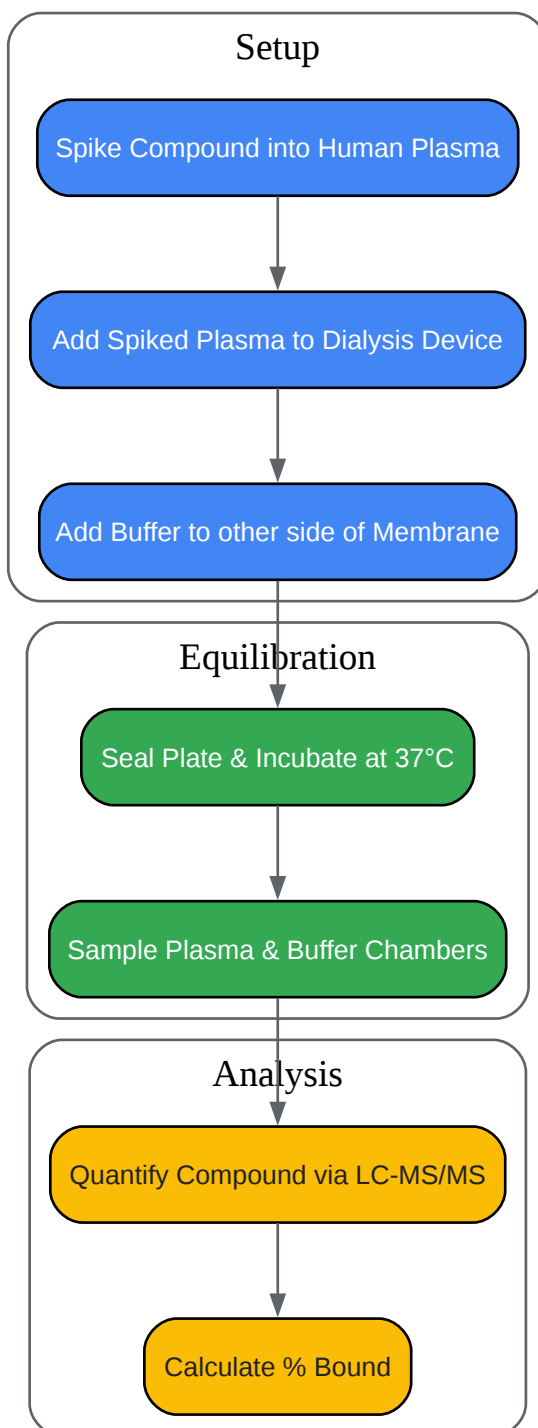 Setup
Spike Compound into Human Plasma
Add Spiked Plasma to Dialysis Device
Add Buffer to other side of Membrane
Equilibration
Seal Plate & Incubate at 37°C
Sample Plasma & Buffer Chambers
Analysis
Quantify Compound via LC-MS/MS
Calculate % Bound